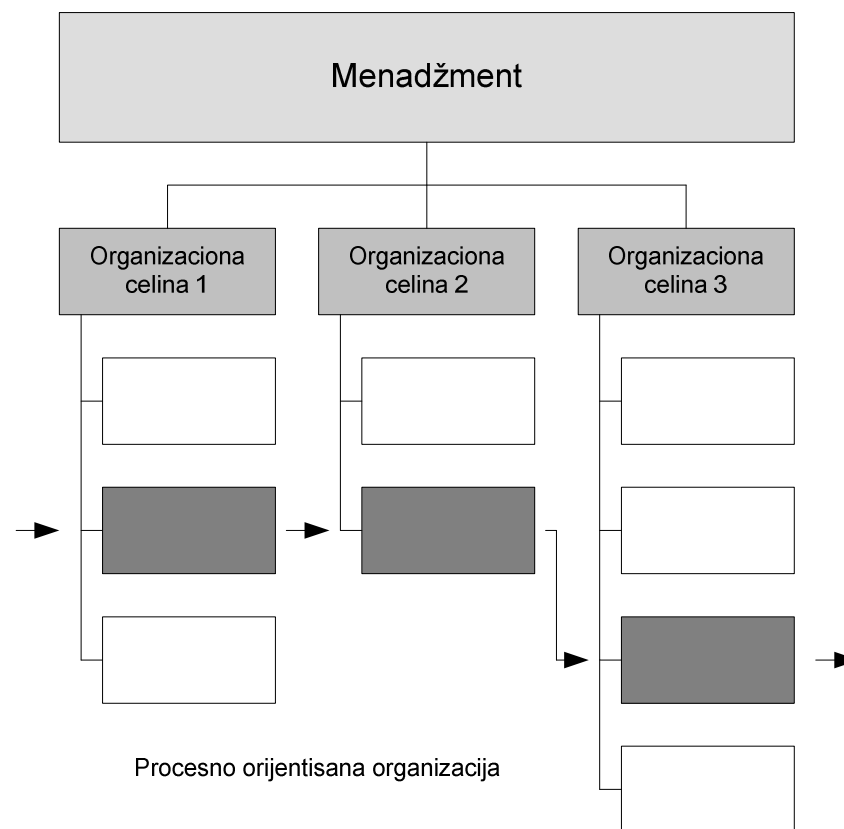 Menadžment
Organizaciona
celina 1
Organizaciona
celina 2
Organizaciona
celina 3
Procesno orijentisana organizacija